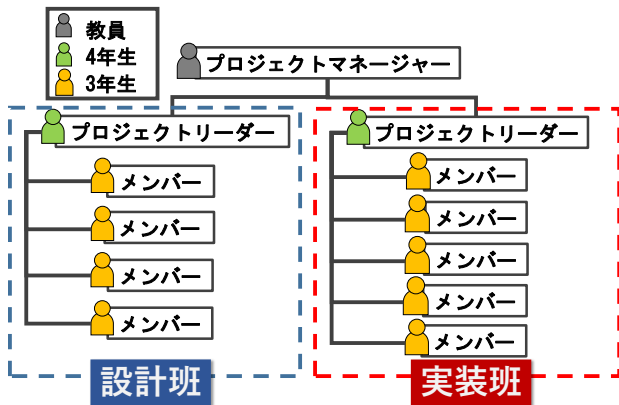 教員
4年生
3年生
プロジェクトマネージャー
プロジェクトリーダー
メンバー
メンバー
メンバー
メンバー
設計班
プロジェクトリーダー
メンバー
メンバー
メンバー
メンバー
メンバー
実装班